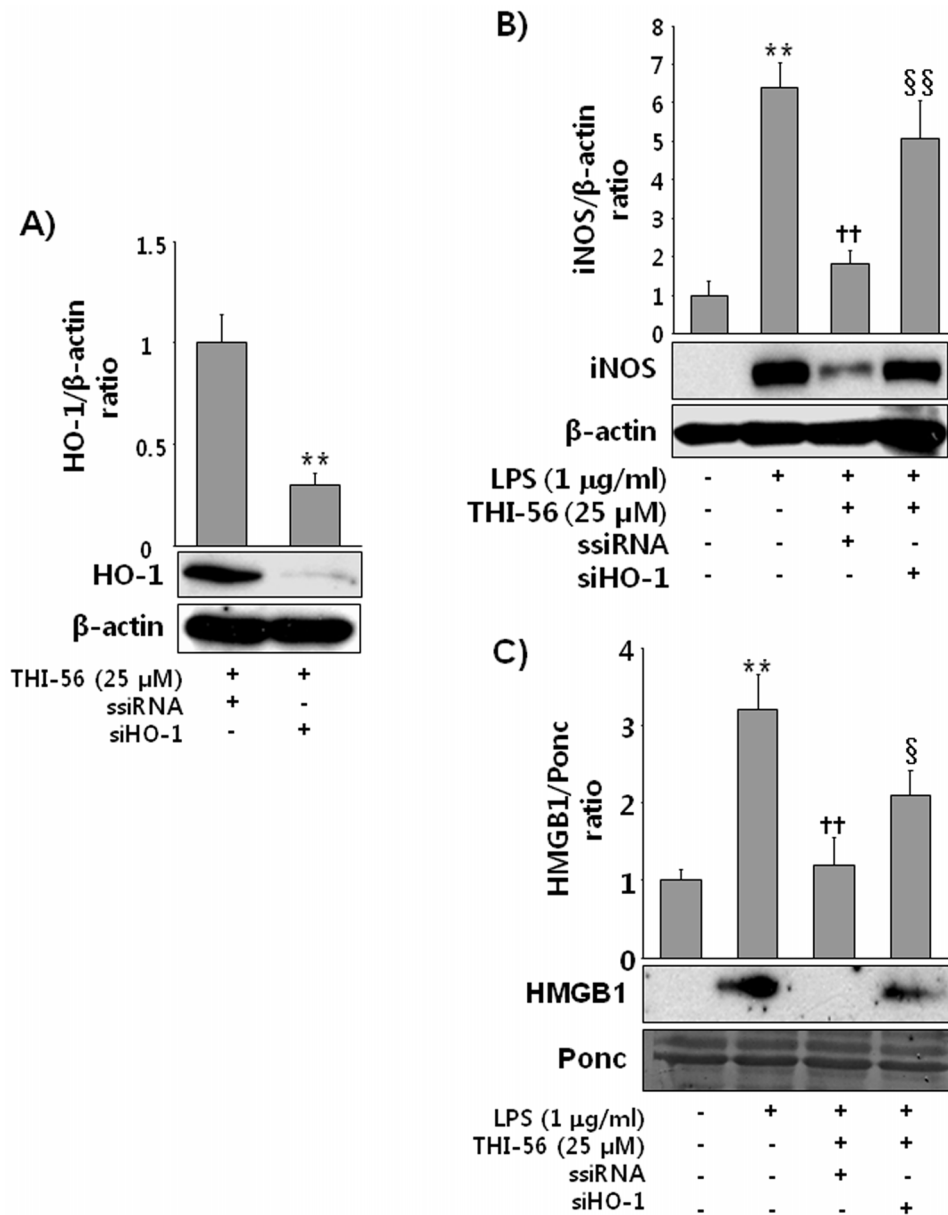 A)
HO-1/β-actin
ratio
1.5
1
0.5
0
**
HO-1
β-actin
THI-56 (25 μM) + +
ssiRNA + -
siHO-1 - +
B)
iNOS/β-actin
ratio
8
7
6
5
4
3
2
1
0
**
††
§§
iNOS
β-actin
LPS (1 μg/ml) - + + +
THI-56 (25 μM) - - + +
ssiRNA - - + -
siHO-1 - - - +
C)
HMGB1/Ponc
ratio
4
3
2
1
0
**
††
§
HMGB1
Ponc
LPS (1 μg/ml) - + + +
THI-56 (25 μM) - - + +
ssiRNA - - + -
siHO-1 - - - +